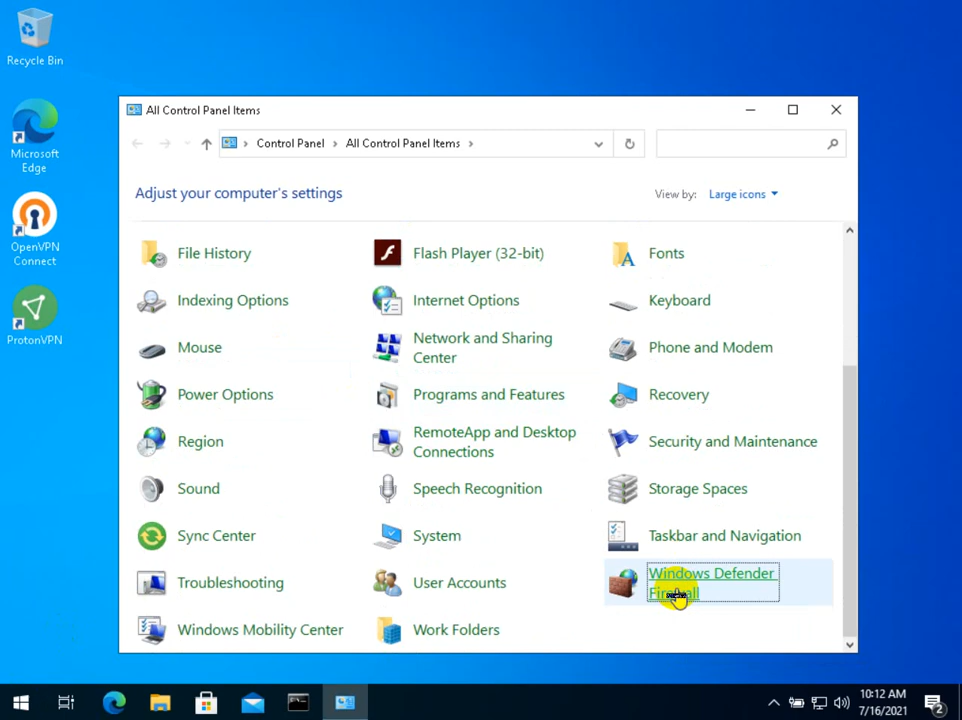 Recycle Bin
Microsoft
Edge
OpenVPN
Connect
ProtonVPN
All Control Panel Items
Control Panel
All Control Panel Items
Adjust your computer's settings
View by: Large icons
File History
Flash Player (32-bit)
Fonts
Indexing Options
Internet Options
Keyboard
Mouse
Network and Sharing
Center
Phone and Modem
Power Options
Programs and Features
Recovery
Region
RemoteApp and Desktop
Connections
Security and Maintenance
Sound
Speech Recognition
Storage Spaces
Sync Center
System
Taskbar and Navigation
Troubleshooting
User Accounts
Windows Defender
Firewall
Windows Mobility Center
Work Folders
10:12 AM
7/16/2021
2